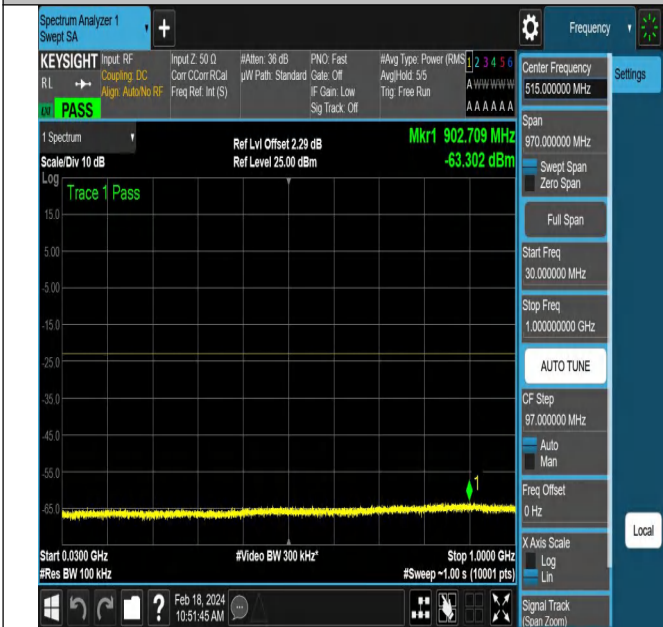 Spectrum Analyzer 1
Swept SA
+
Frequency
KEYSIGHT
RL
PASS
Input: RF
Coupling: DC
Align: Auto/No RF
Input Z: 50 Ω
Corr CCorr RCal
Freq Ref: Int (S)
#Atten: 36 dB
µW Path: Standard
PNO: Fast
Gate: Off
IF Gain: Low
Sig Track: Off
#Avg Type: Power (RMS
Avg|Hold: 5/5
Trig: Free Run
1 2 3 4 5 6
A W W W W W
A A A A A A
1 Spectrum
Scale/Div 10 dB
Log
Ref Lvl Offset 2.29 dB
Ref Level 25.00 dBm
Mkr1 902.709 MHz
-63.302 dBm
Trace 1 Pass
15.0
5.00
-5.00
-15.0
-25.0
-35.0
-45.0
-55.0
-65.0
1
Start 0.0300 GHz
#Res BW 100 kHz
#Video BW 300 kHz*
Stop 1.0000 GHz
#Sweep ~1.00 s (10001 pts)
?
Feb 18, 2024
10:51:45 AM
Center Frequency
515.000000 MHz
Settings
Span
970.000000 MHz
Swept Span
Zero Span
Full Span
Start Freq
30.000000 MHz
Stop Freq
1.000000000 GHz
AUTO TUNE
CF Step
97.000000 MHz
Auto
Man
Freq Offset
0 Hz
Local
X Axis Scale
Log
Lin
Signal Track
(Span Zoom)